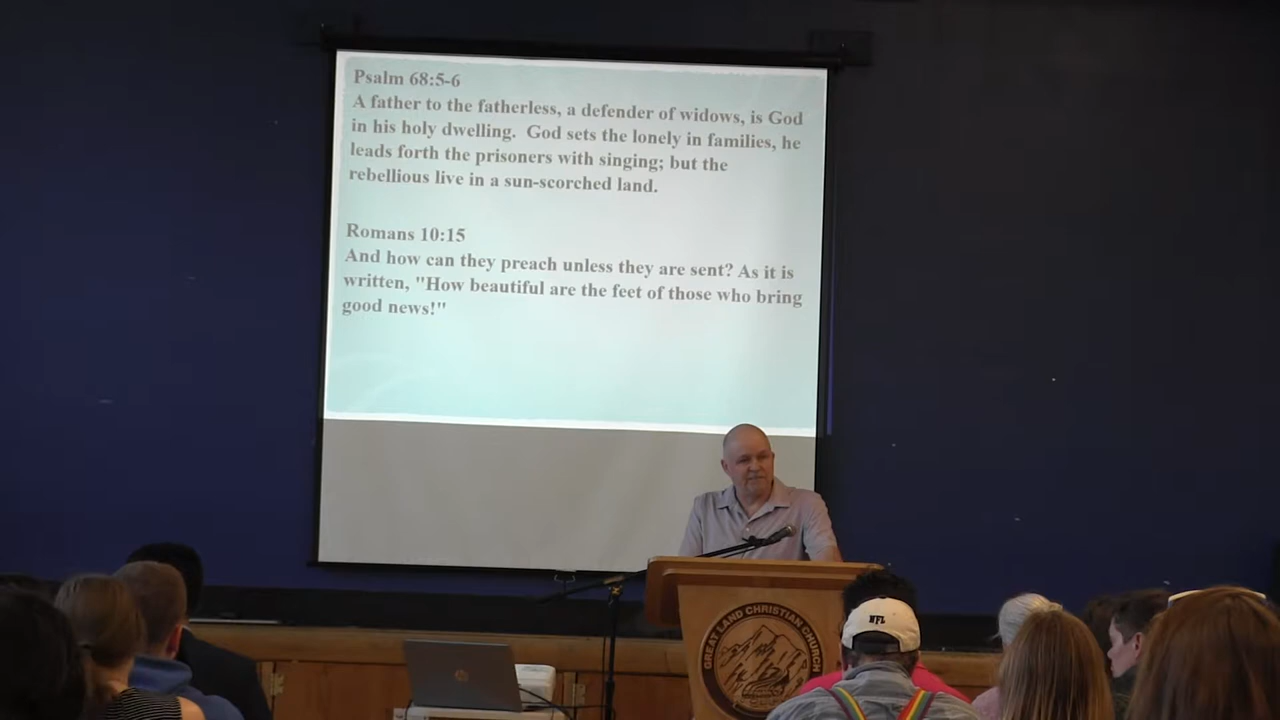 Psalm 68:5-6
A father to the fatherless, a defender of widows, is God
in his holy dwelling.  God sets the lonely in families, he
leads forth the prisoners with singing; but the
rebellious live in a sun-scorched land.
Romans 10:15
And how can they preach unless they are sent? As it is
written, "How beautiful are the feet of those who bring
good news!"
GREAT LAND CHRISTIAN CHURCH
NFL